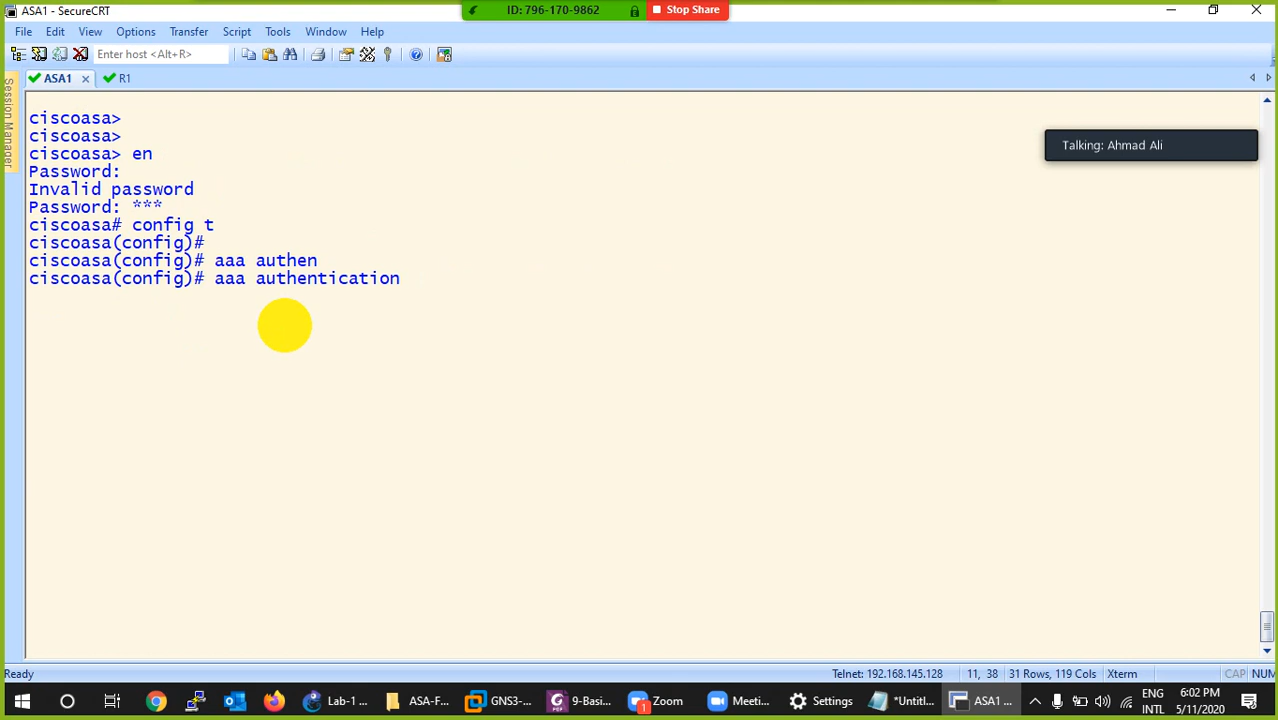 ASA1 - SecureCRT
ID: 796-170-9862
Stop Share
File Edit View Options Transfer Script Tools Window Help
Enter host <Alt+R>
ASA1
R1
Session Manager
Talking: Ahmad Ali
ciscoasa>
ciscoasa>
ciscoasa> en
Password:
Invalid password
Password: ***
ciscoasa# config t
ciscoasa(config)#
ciscoasa(config)# aaa authen
ciscoasa(config)# aaa authentication
Ready
Telnet: 192.168.145.128
11, 38
31 Rows, 119 Cols
Xterm
CAP
NUM
Lab-1 ...
ASA-F...
GNS3-...
9-Basi...
1
Zoom
Meeti...
Settings
*Untitl...
ASA1 ...
ENG
INTL
6:02 PM
5/11/2020